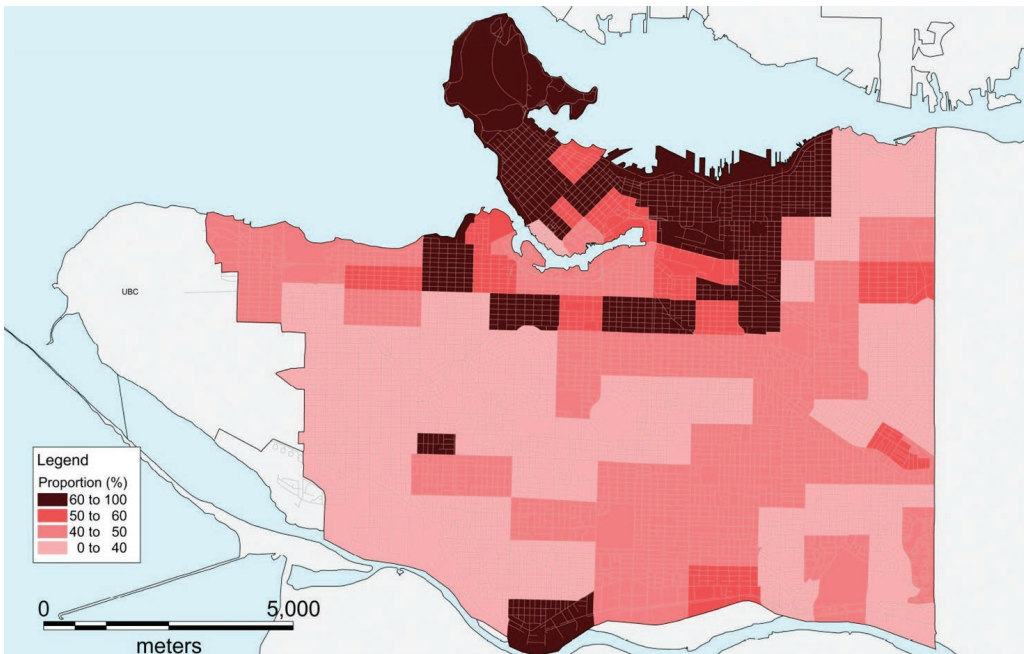 UBC
Legend
Proportion (%)
60 to 100
50 to 60
40 to 50
0 to 40
0 5,000
meters